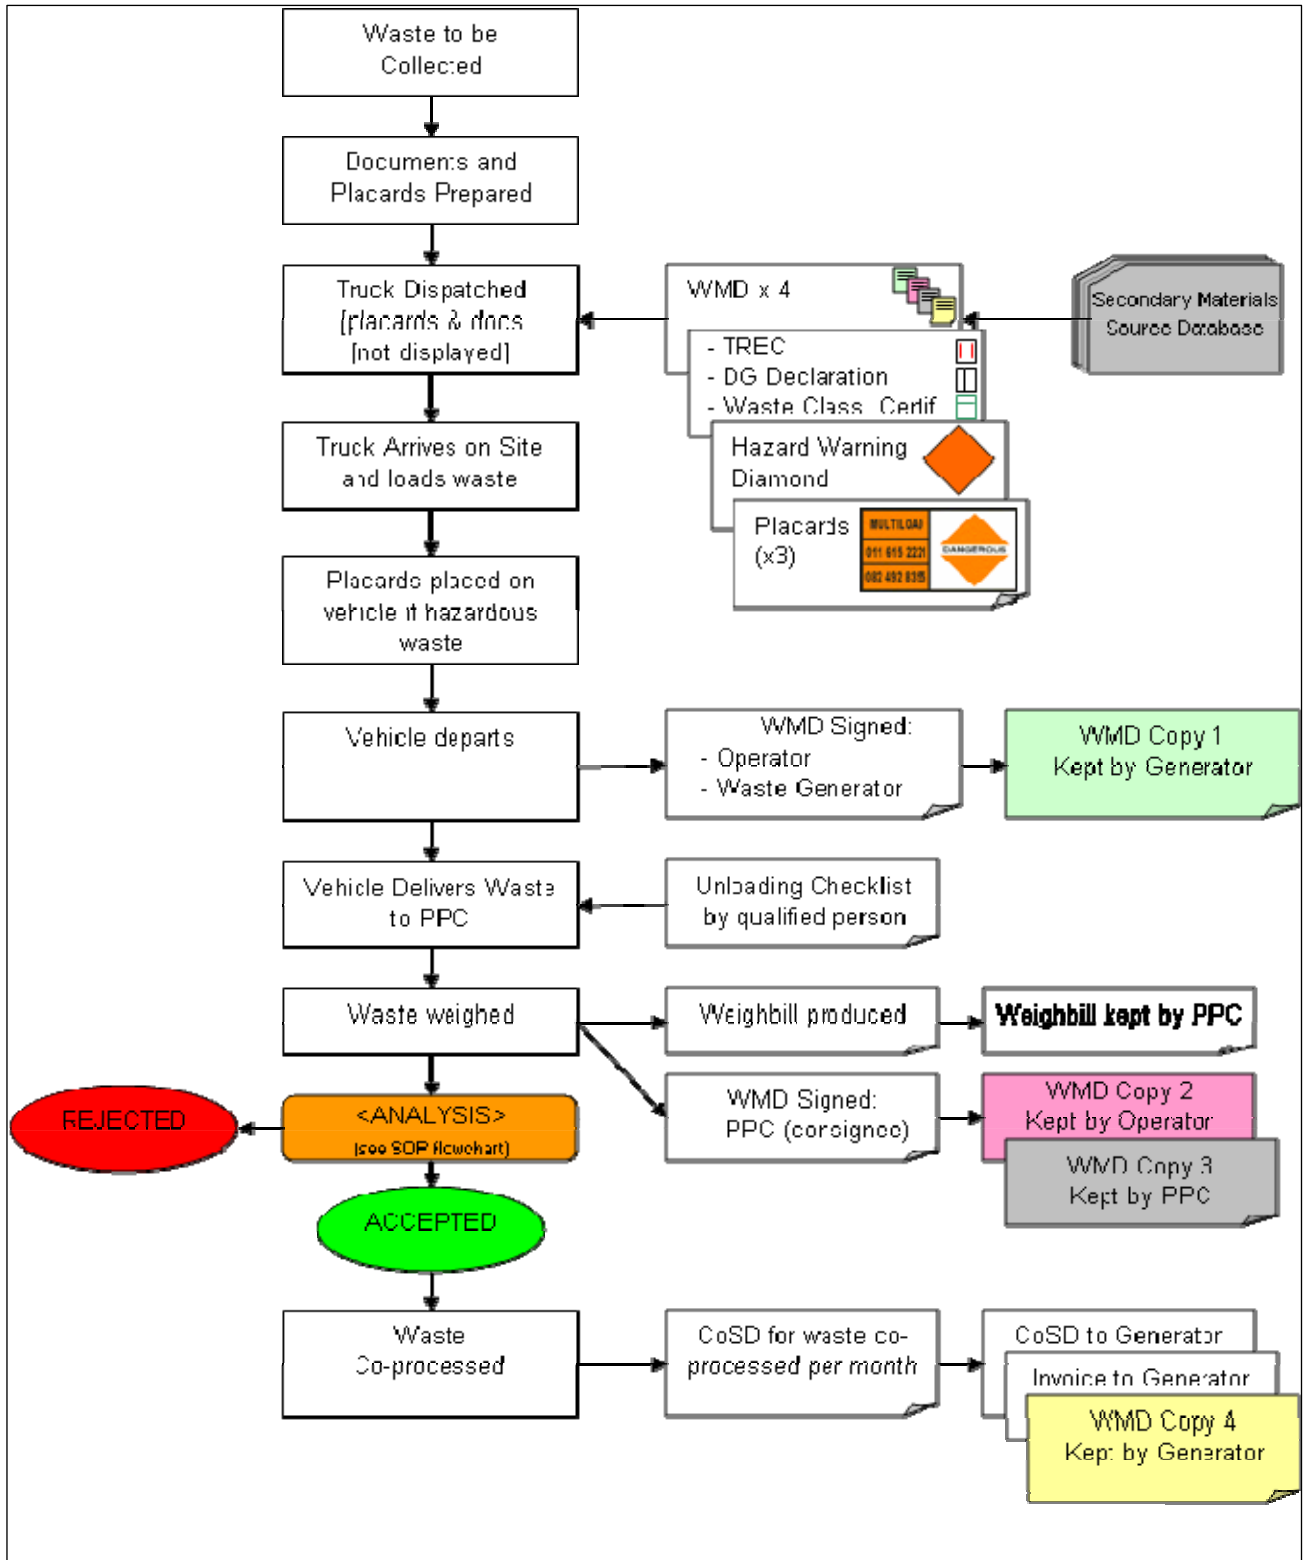 Waste to be
Collected
Documents and
Placards Prepared
Truck Dispatched
[placards & docs
[not displayed]
WMD x 4
Secondary Materials
Source Database
- TREC
- DG Declaration
- Waste Class. Certif
Truck Arrives on Site
and loads waste
Hazard Warning
Diamond
Placards
(x3)
MULTILOAD
011 615 2221
DANGEROUS
Placards placed on
vehicle if hazardous
waste
Vehicle departs
WMD Signed:
- Operator
- Waste Generator
WMD Copy 1
Kept by Generator
Vehicle Delivers Waste
to PPC
Unloading Checklist
by qualified person
Waste weighed
Weighbill produced
Weighbill kept by PPC
REJECTED
<ANALYSIS>
(see SOP flowchart)
WMD Signed:
PPC (consignee)
WMD Copy 2
Kept by Operator
WMD Copy 3
Kept by PPC
ACCEPTED
Waste
Co-processed
CoSD for waste co-
processed per month
CoSD to Generator
Invoice to Generator
WMD Copy 4
Kept by Generator